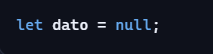 let dato = null;